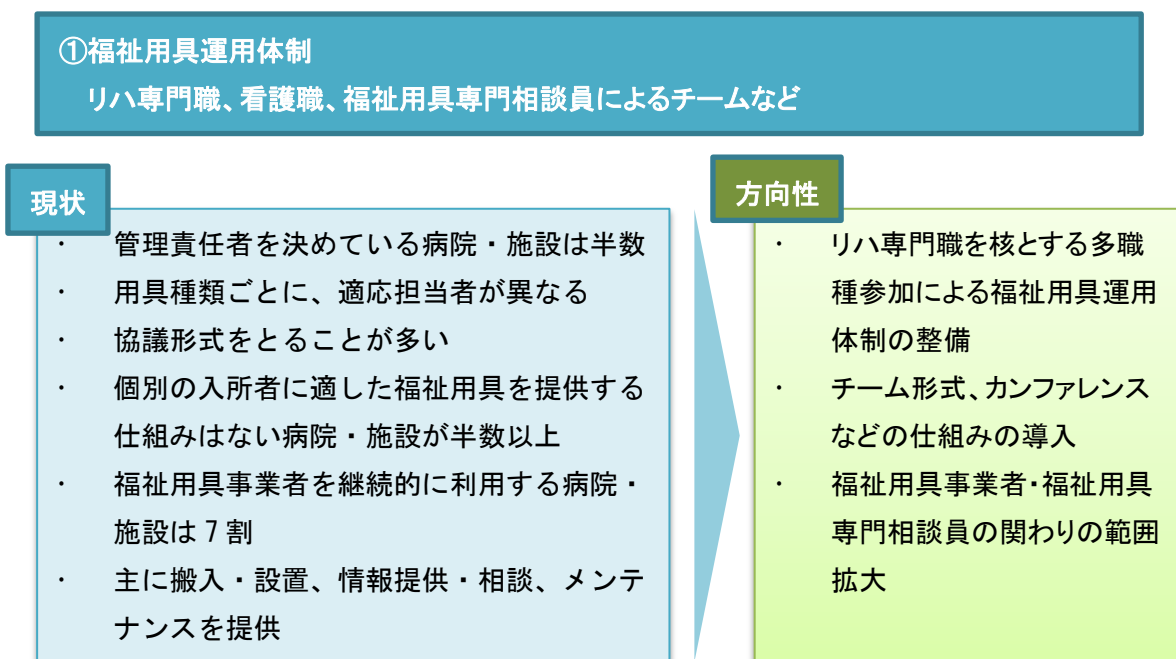 ①福祉用具運用体制
リハ専門職、看護職、福祉用具専門相談員によるチームなど
現状
・ 管理責任者を決めている病院・施設は半数
・ 用具種類ごとに、適応担当者が異なる
・ 協議形式をとることが多い
・ 個別の入所者に適した福祉用具を提供する
仕組みはない病院・施設が半数以上
・ 福祉用具事業者を継続的に利用する病院・
施設は７割
・ 主に搬入・設置、情報提供・相談、メンテ
ナンスを提供
方向性
・ リハ専門職を核とする多職
種参加による福祉用具運用
体制の整備
・ チーム形式、カンファレンス
などの仕組みの導入
・ 福祉用具事業者・福祉用具
専門相談員の関わりの範囲
拡大